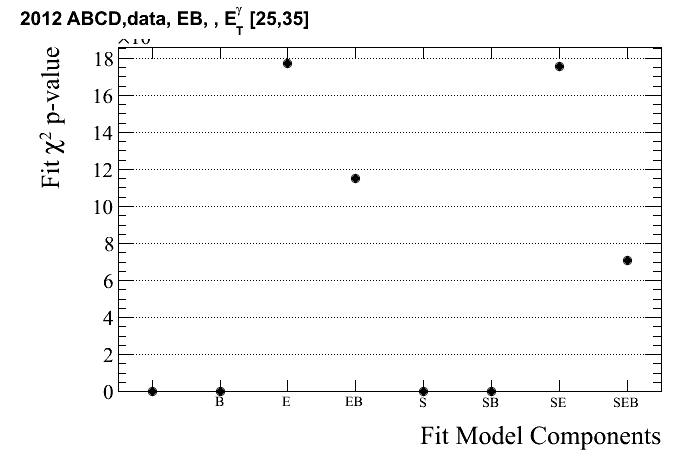 2012 ABCD,data, EB, , E_T^γ [25,35]
Fit χ² p-value
18
16
14
12
10
8
6
4
2
0
B E EB S SB SE SEB
Fit Model Components